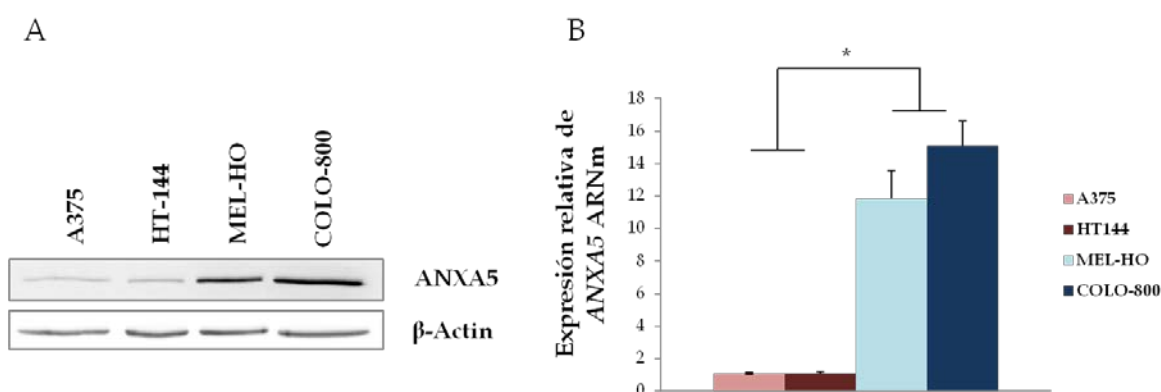 A
A375
HT-144
MEL-HO
COLO-800
ANXA5
β-Actin
B
*
Expresión relativa de
ANXA5 ARNm
18
16
14
12
10
8
6
4
2
0
A375
HT144
MEL-HO
COLO-800